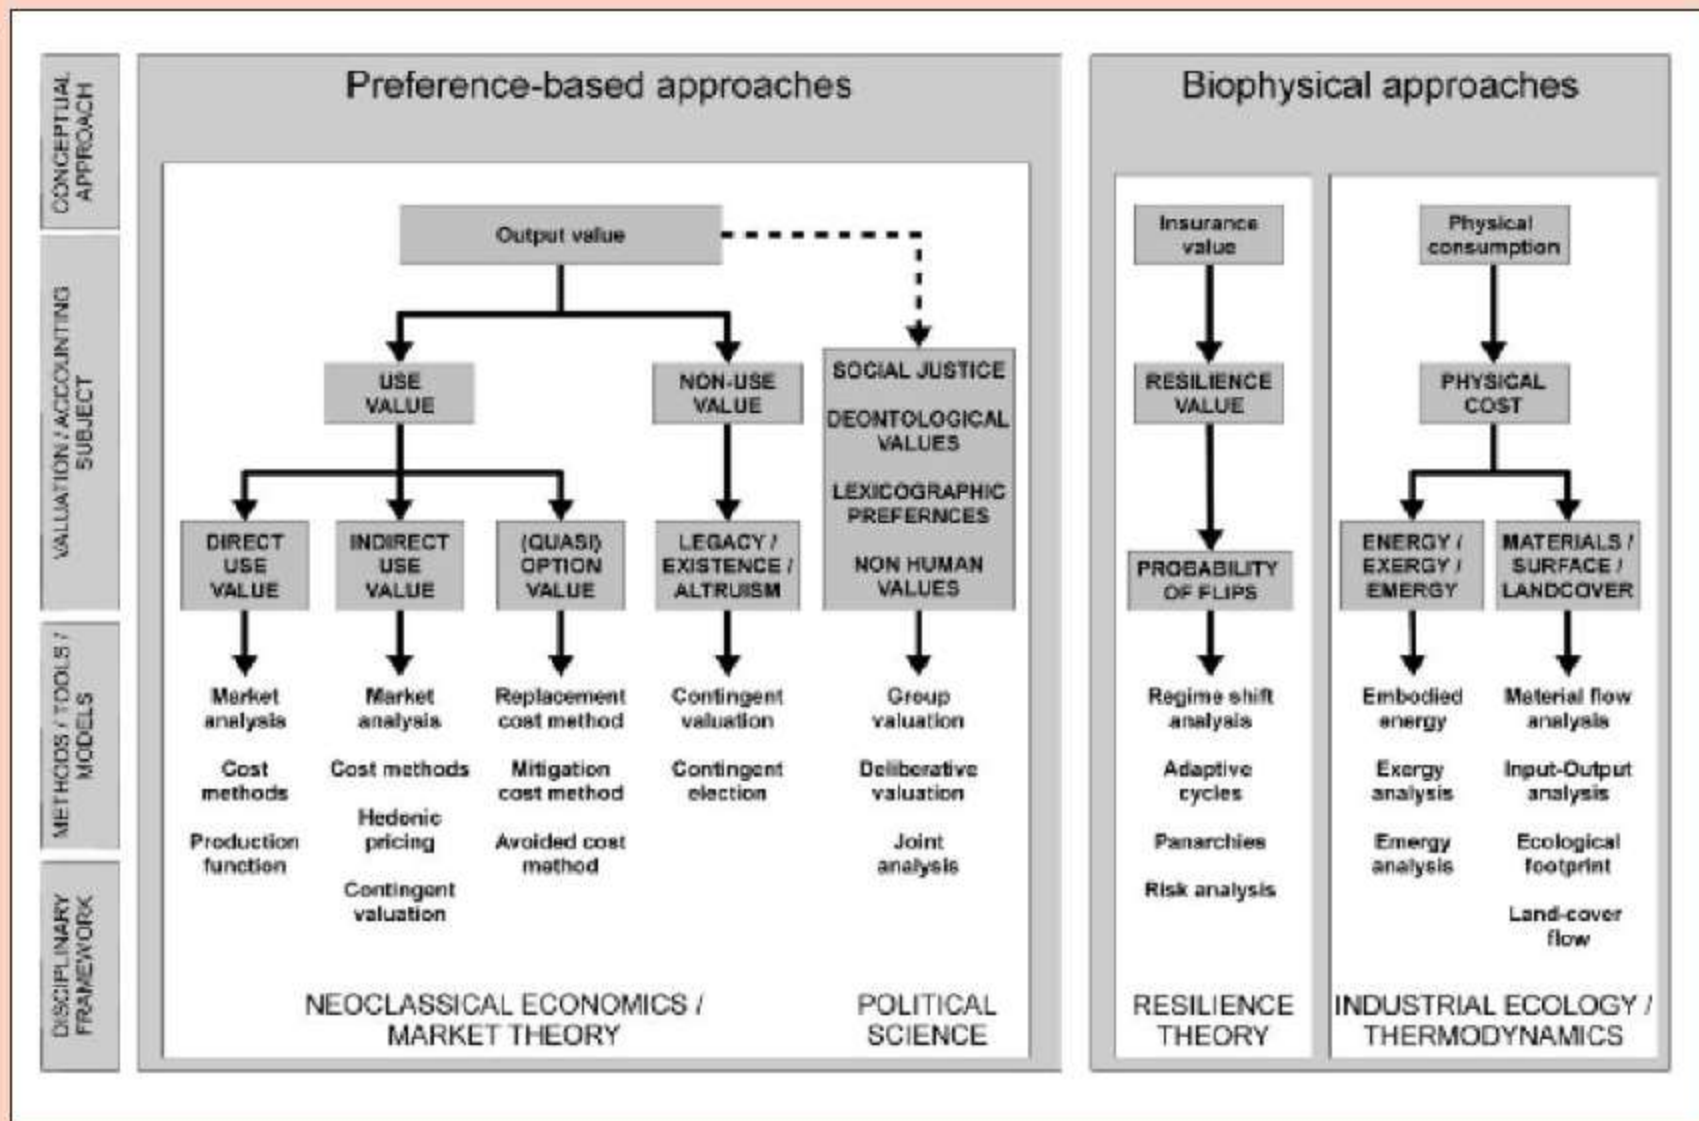 CONCEPTUAL
APPROACH
VALUATION / ACCOUNTING
SUBJECT
METHODS / TOOLS /
MODELS
DISCIPLINARY
FRAMEWORK
Preference-based approaches
Output value
USE
VALUE
NON-USE
VALUE
SOCIAL JUSTICE
DEONTOLOGICAL
VALUES
LEXICOGRAPHIC
PREFERNCES
NON HUMAN
VALUES
DIRECT
USE
VALUE
INDIRECT
USE
VALUE
(QUASI)
OPTION
VALUE
LEGACY /
EXISTENCE /
ALTRUISM
Market
analysis
Cost
methods
Production
function
Market
analysis
Cost methods
Hedonic
pricing
Contingent
valuation
Replacement
cost method
Mitigation
cost method
Avoided cost
method
Contingent
valuation
Contingent
election
Group
valuation
Deliberative
valuation
Joint
analysis
NEOCLASSICAL ECONOMICS /
MARKET THEORY
POLITICAL
SCIENCE
Biophysical approaches
Insurance
value
RESILIENCE
VALUE
PROBABILITY
OF FLIPS
Regime shift
analysis
Adaptive
cycles
Panarchies
Risk analysis
RESILIENCE
THEORY
Physical
consumption
PHYSICAL
COST
ENERGY /
EXERGY /
EMERGY
MATERIALS /
SURFACE /
LANDCOVER
Embodied
energy
Exergy
analysis
Emergy
analysis
Material flow
analysis
Input-Output
analysis
Ecological
footprint
Land-cover
flow
INDUSTRIAL ECOLOGY /
THERMODYNAMICS